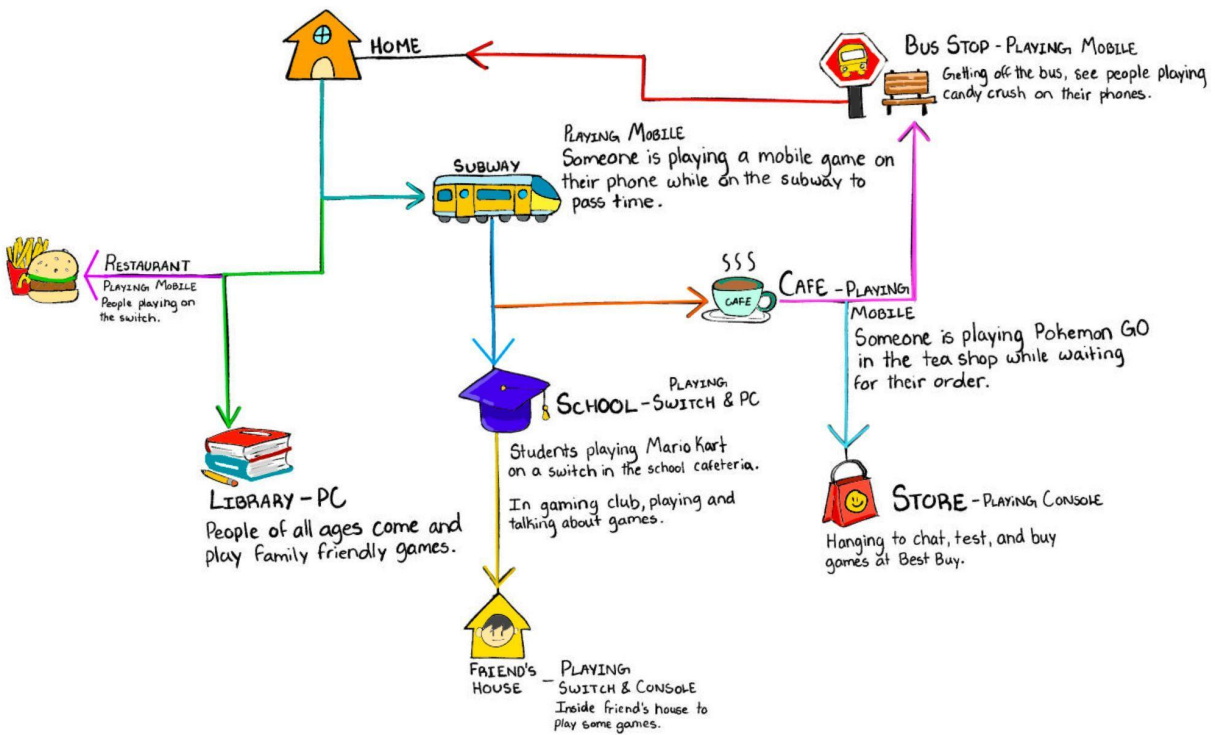 HOME
BUS STOP - PLAYING MOBILE
Getting off the bus, see people playing
candy crush on their phones.
SUBWAY
PLAYING MOBILE
Someone is playing a mobile game on
their phone while on the subway to
pass time.
RESTAURANT
PLAYING MOBILE
People playing on
the switch.
CAFE
CAFE - PLAYING
MOBILE
Someone is playing Pokemon GO
in the tea shop while waiting
for their order.
PLAYING
SCHOOL - SWITCH & PC
Students playing Mario Kart
on a switch in the school cafeteria.
In gaming club, playing and
talking about games.
LIBRARY - PC
People of all ages come and
play family friendly games.
STORE - PLAYING CONSOLE
Hanging to chat, test, and buy
games at Best Buy.
FRIEND'S
HOUSE
- PLAYING
SWITCH & CONSOLE
Inside friend's house to
play some games.